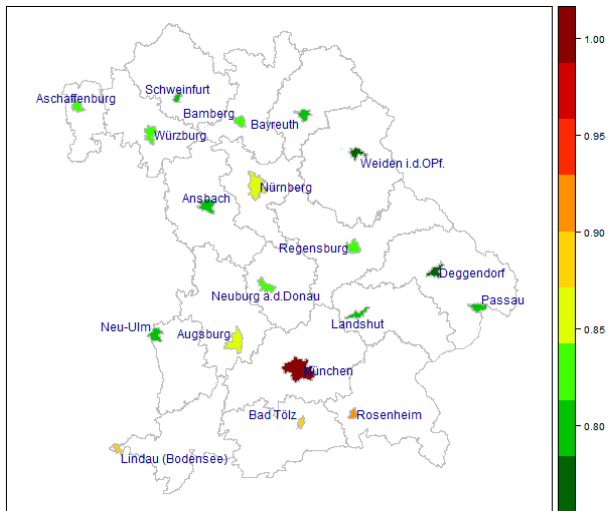 1.00
Schweinfurt
Aschaffenburg
Bamberg
Bayreuth
Würzburg
0.95
Weiden i.d.OPf.
Nürnberg
Ansbach
0.90
Regensburg
Deggendorf
Neuburg a.d.Donau
Passau
Landshut
Neu-Ulm
Augsburg
0.85
München
Bad Tölz
Rosenheim
0.80
Lindau (Bodensee)